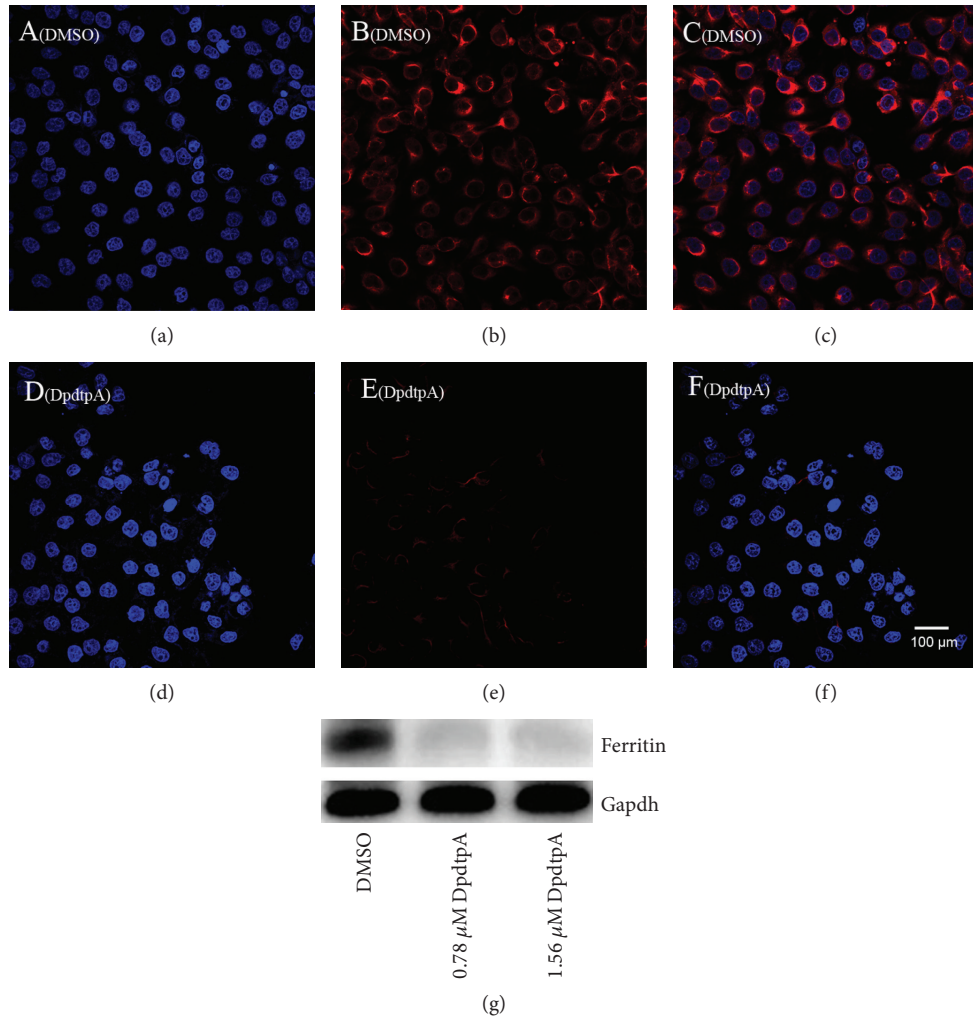 A(DMSO)
B(DMSO)
C(DMSO)
(a)
(b)
(c)
D(DpdtpA)
E(DpdtpA)
F(DpdtpA)
100 μm
(d)
(e)
(f)
Ferritin
Gapdh
DMSO
0.78 μM DpdtpA
1.56 μM DpdtpA
(g)